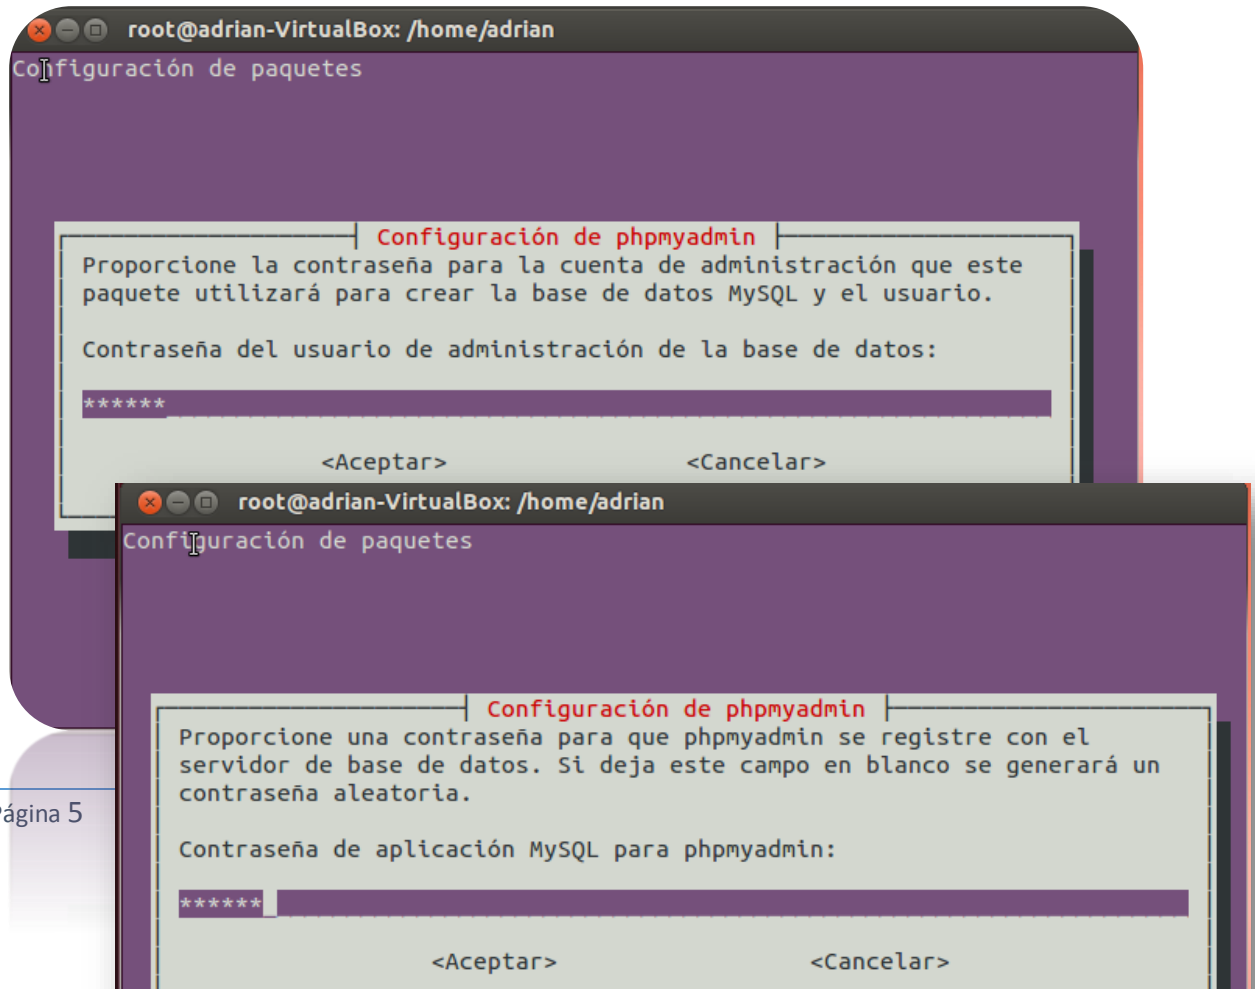 root@adrian-VirtualBox: /home/adrian
Configuración de paquetes
Configuración de phpmyadmin
Proporcione la contraseña para la cuenta de administración que este
paquete utilizará para crear la base de datos MySQL y el usuario.
Contraseña del usuario de administración de la base de datos:
******
<Aceptar> <Cancelar>
root@adrian-VirtualBox: /home/adrian
Configuración de paquetes
Configuración de phpmyadmin
Proporcione una contraseña para que phpmyadmin se registre con el
servidor de base de datos. Si deja este campo en blanco se generará un
contraseña aleatoria.
Contraseña de aplicación MySQL para phpmyadmin:
******
<Aceptar> <Cancelar>
Página 5